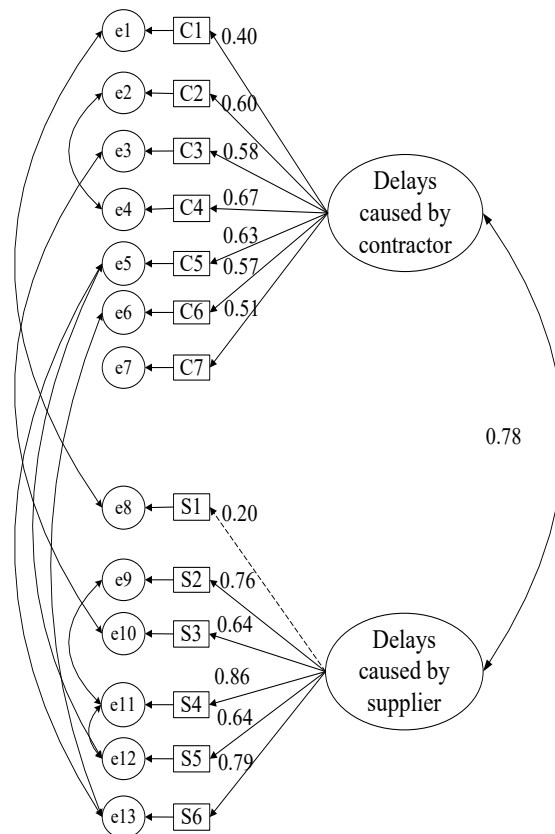 e1 C1 0.40
e2 C2 0.60
e3 C3 0.58
e4 C4 0.67
e5 C5 0.63
e6 C6 0.57
e7 C7 0.51
Delays
caused by
contractor
0.78
e8 S1 0.20
e9 S2 0.76
e10 S3 0.64
e11 S4 0.86
e12 S5 0.64
e13 S6 0.79
Delays
caused by
supplier